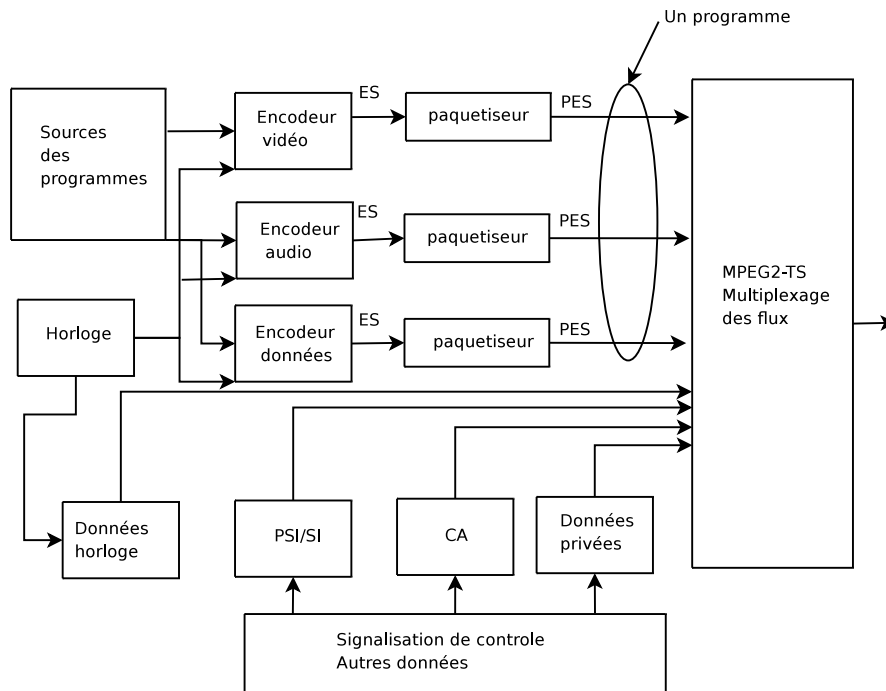 Un programme
Sources
des
programmes
ES
Encodeur
vidéo
paquetiseur
PES
ES
Encodeur
audio
paquetiseur
PES
MPEG2-TS
Multiplexage
des flux
Horloge
ES
Encodeur
données
paquetiseur
PES
Données
horloge
PSI/SI
CA
Données
privées
Signalisation de controle
Autres données